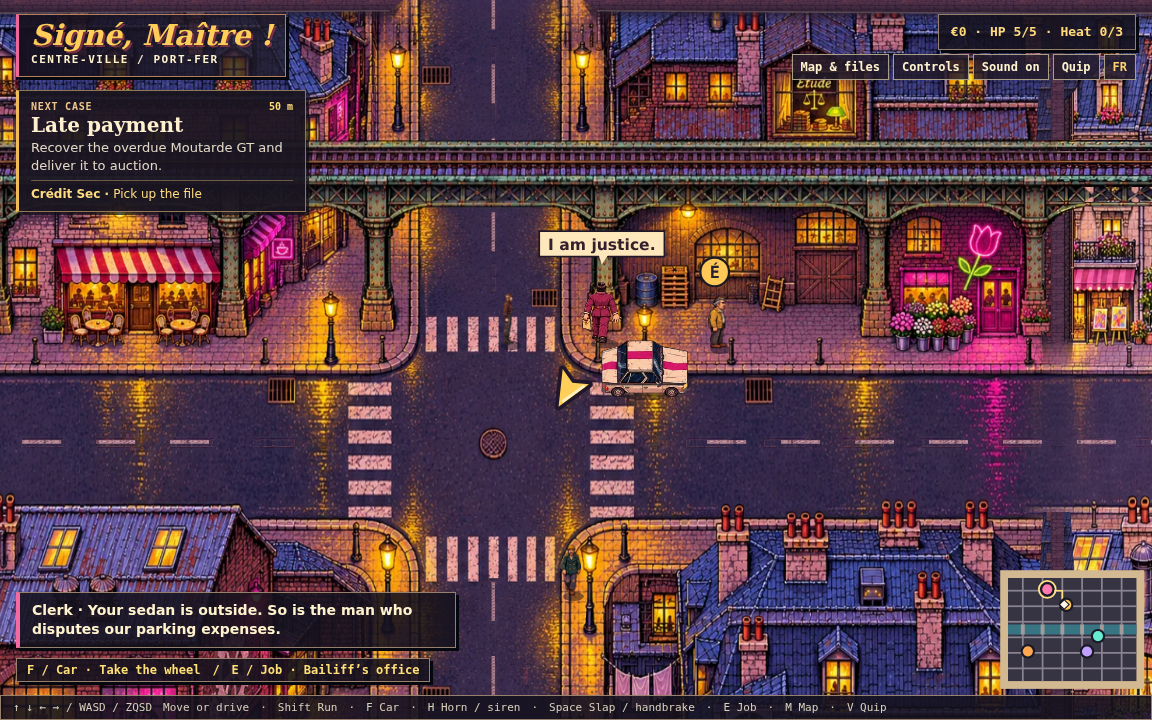 Signé, Maître !
CENTRE-VILLE / PORT-FER
€0 · HP 5/5 · Heat 0/3
Map & files
Controls
Sound on
Quip
FR
NEXT CASE
50 m
Late payment
Recover the overdue Moutarde GT and
deliver it to auction.
Crédit Sec · Pick up the file
Étude
I am justice.
É
Clerk · Your sedan is outside. So is the man who
disputes our parking expenses.
F / Car · Take the wheel / E / Job · Bailiff’s office
↑ ↓ ← → / WASD / ZQSD Move or drive · Shift Run · F Car · H Horn / siren · Space Slap / handbrake · E Job · M Map · V Quip